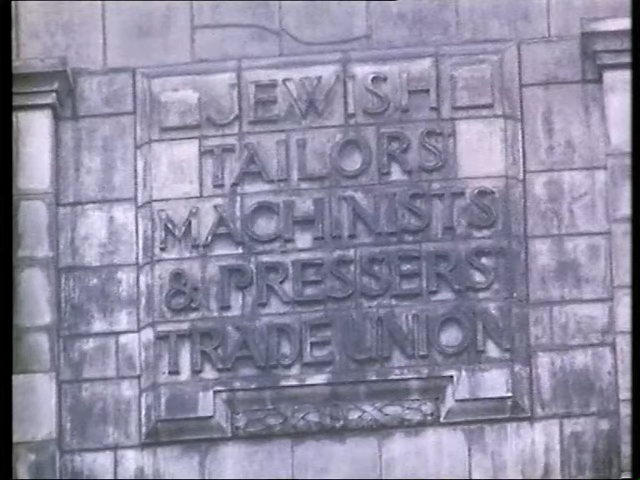 JEWISH
TAILORS
MACHINISTS
& PRESSERS
TRADE UNION